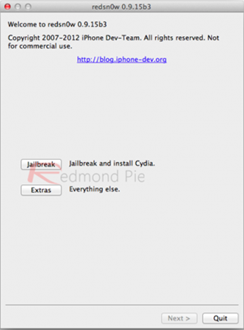 redsn0w 0.9.15b3
Welcome to redsn0w 0.9.15b3
Copyright 2007-2012 iPhone Dev-Team. All rights reserved. Not
for commercial use.
http://blog.iphone-dev.org
Jailbreak Jailbreak and install Cydia.
Redmond Pie
Extras Everything else.
Next > Quit